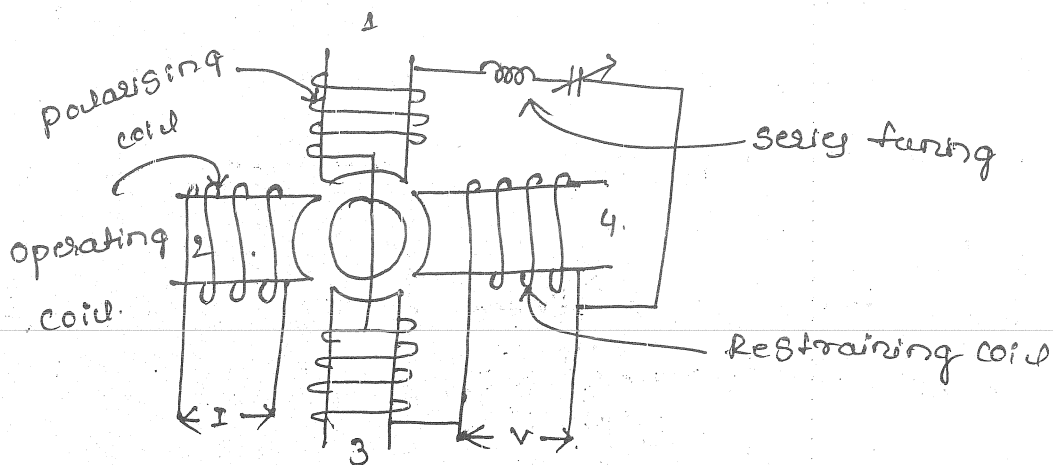 1
polarising
coil
series tuning
4.
operating
2
coil.
Restraining coil
I
V
3